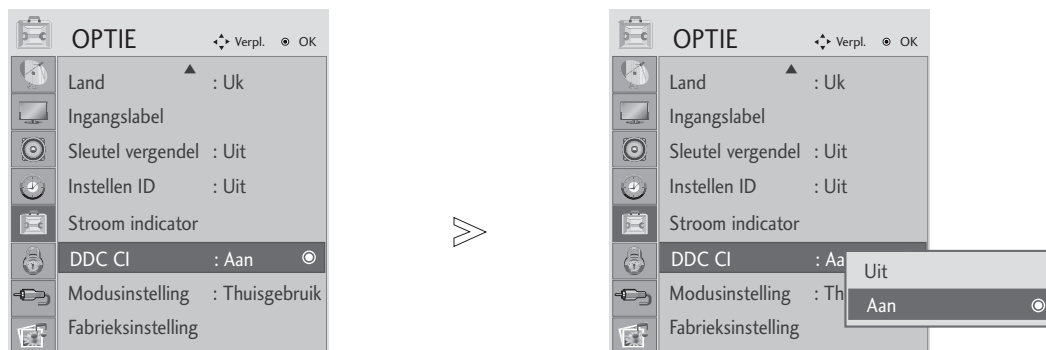 OPTIE Verpl. OK
Land : Uk
Ingangslabel
Sleutel vergendel : Uit
Instellen ID : Uit
Stroom indicator
DDC CI : Aan
Modusinstelling : Thuisgebruik
Fabrieksinstelling
>
OPTIE Verpl. OK
Land : Uk
Ingangslabel
Sleutel vergendel : Uit
Instellen ID : Uit
Stroom indicator
DDC CI : Aa
Modusinstelling : Th
Fabrieksinstelling
Uit
Aan